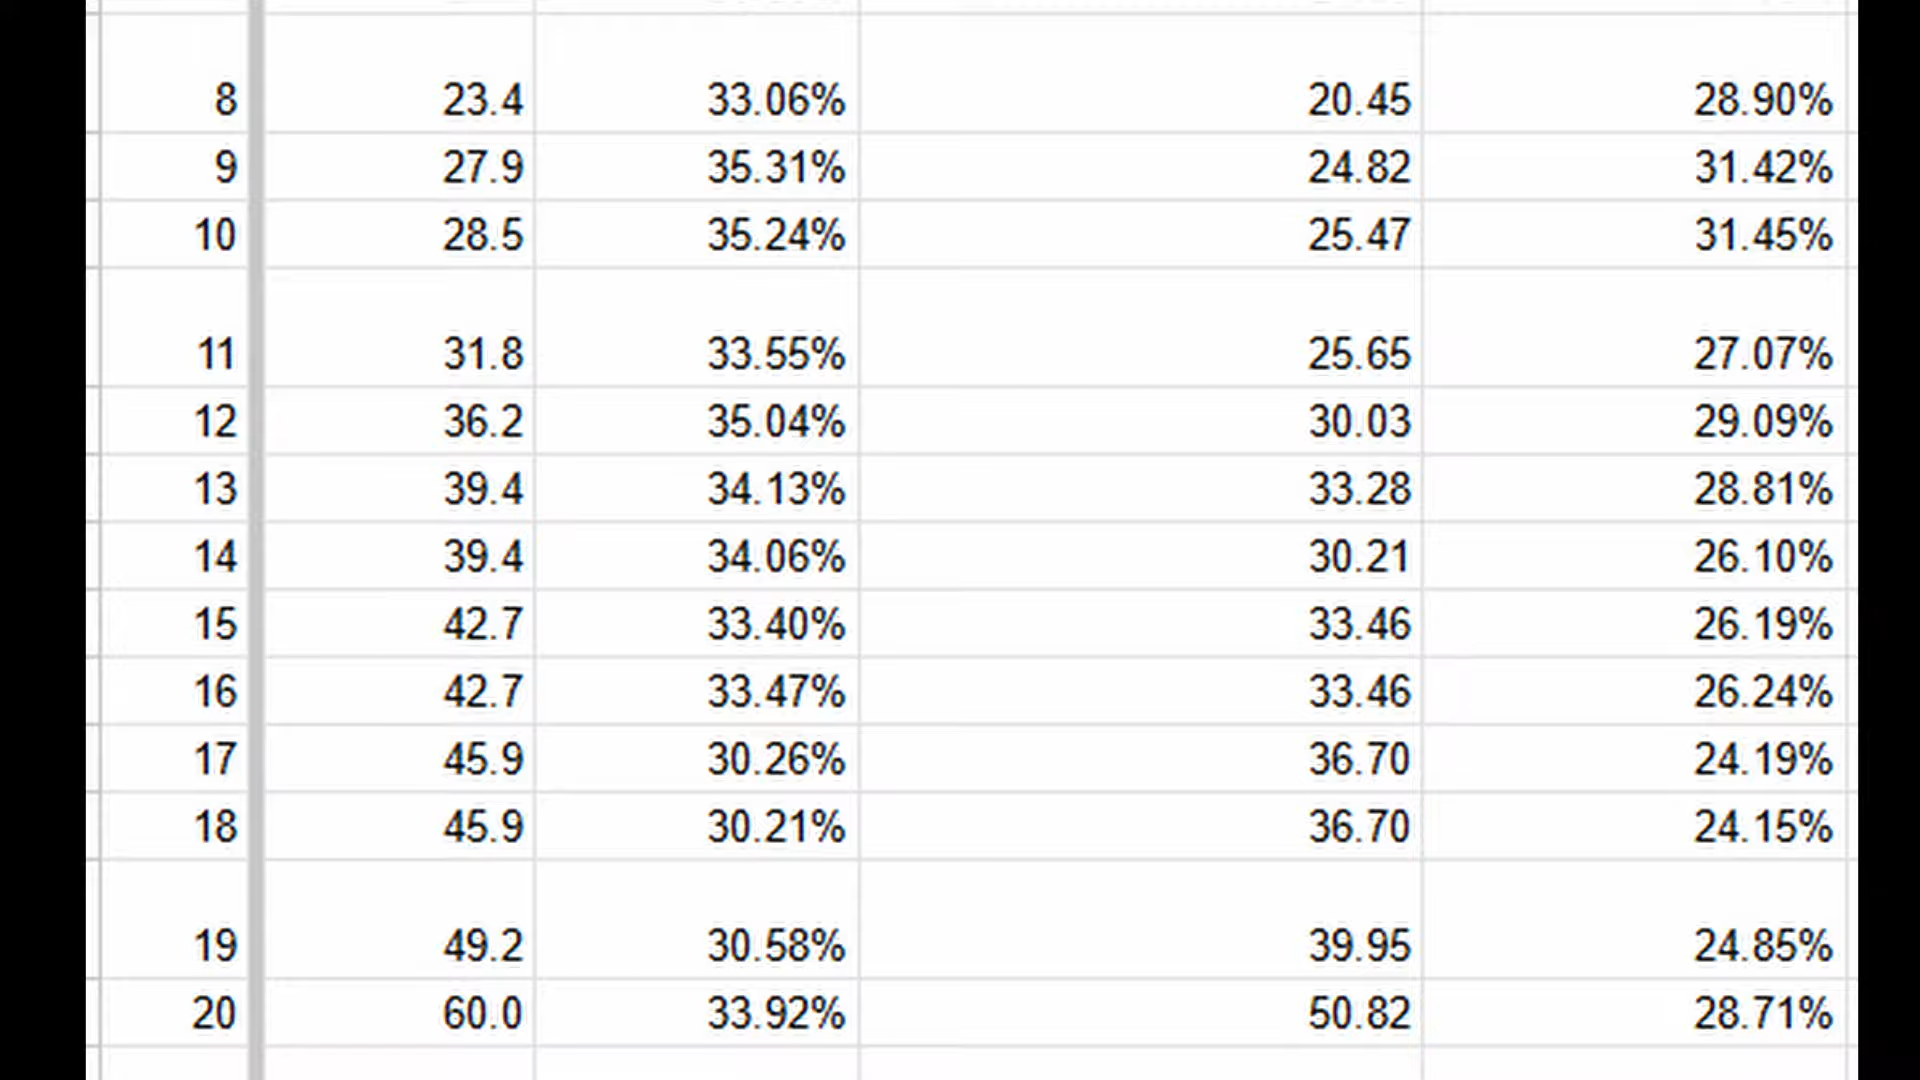 8 23.4 33.06% 20.45 28.90%
9 27.9 35.31% 24.82 31.42%
10 28.5 35.24% 25.47 31.45%
11 31.8 33.55% 25.65 27.07%
12 36.2 35.04% 30.03 29.09%
13 39.4 34.13% 33.28 28.81%
14 39.4 34.06% 30.21 26.10%
15 42.7 33.40% 33.46 26.19%
16 42.7 33.47% 33.46 26.24%
17 45.9 30.26% 36.70 24.19%
18 45.9 30.21% 36.70 24.15%
19 49.2 30.58% 39.95 24.85%
20 60.0 33.92% 50.82 28.71%